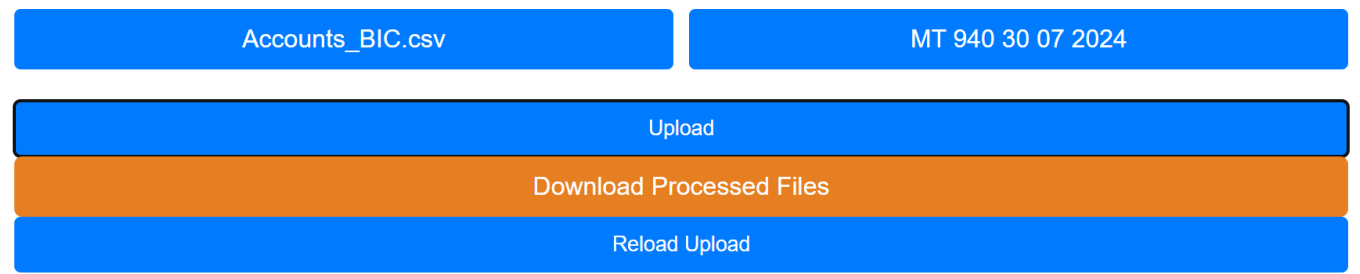 Accounts_BIC.csv
MT 940 30 07 2024
Upload
Download Processed Files
Reload Upload